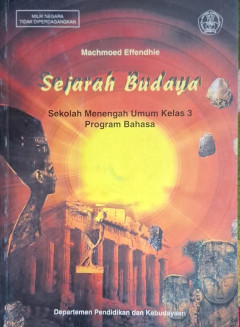 MILIK NEGARA
TIDAK DIPERDAGANGKAN
Machmoed Effendhie
Sejarah Budaya
Sekolah Menengah Umum Kelas 3
Program Bahasa
Departemen Pendidikan dan Kebudayaan